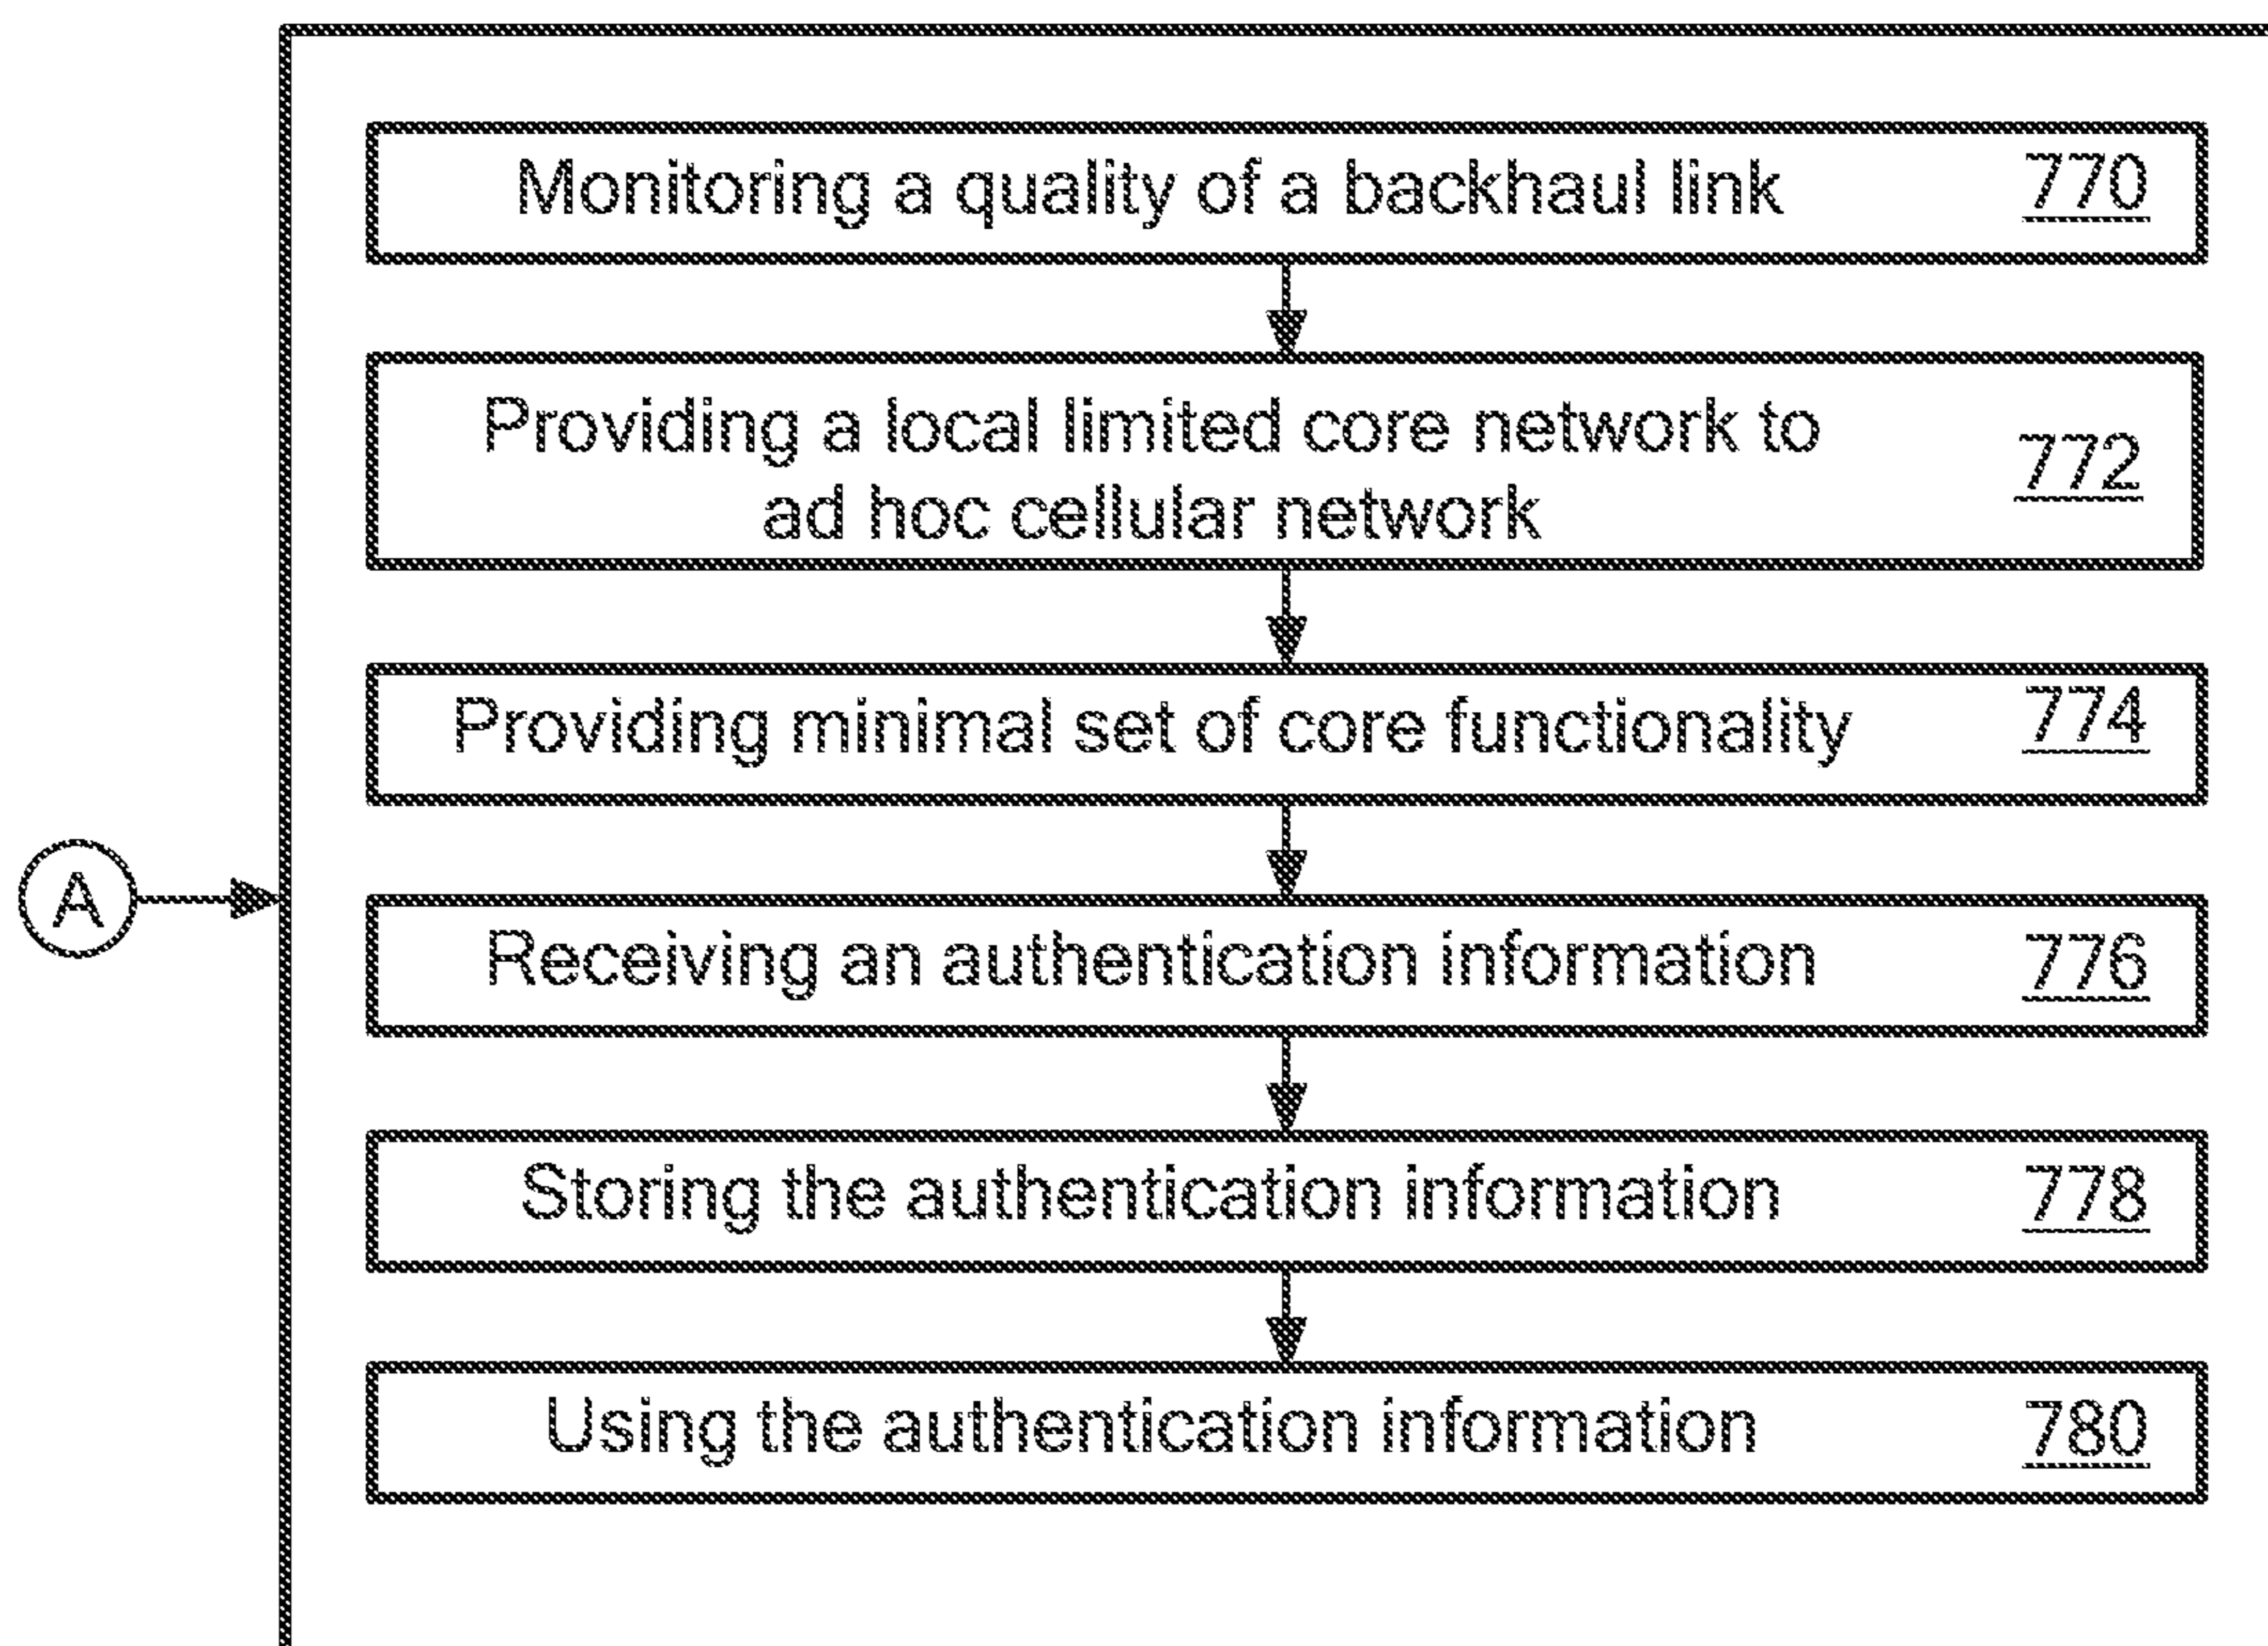 Monitoring a quality of a backhaul link 770
Providing a local limited core network to
ad hoc cellular network 772
Providing minimal set of core functionality 774
A
Receiving an authentication information 776
Storing the authentication information 778
Using the authentication information 780